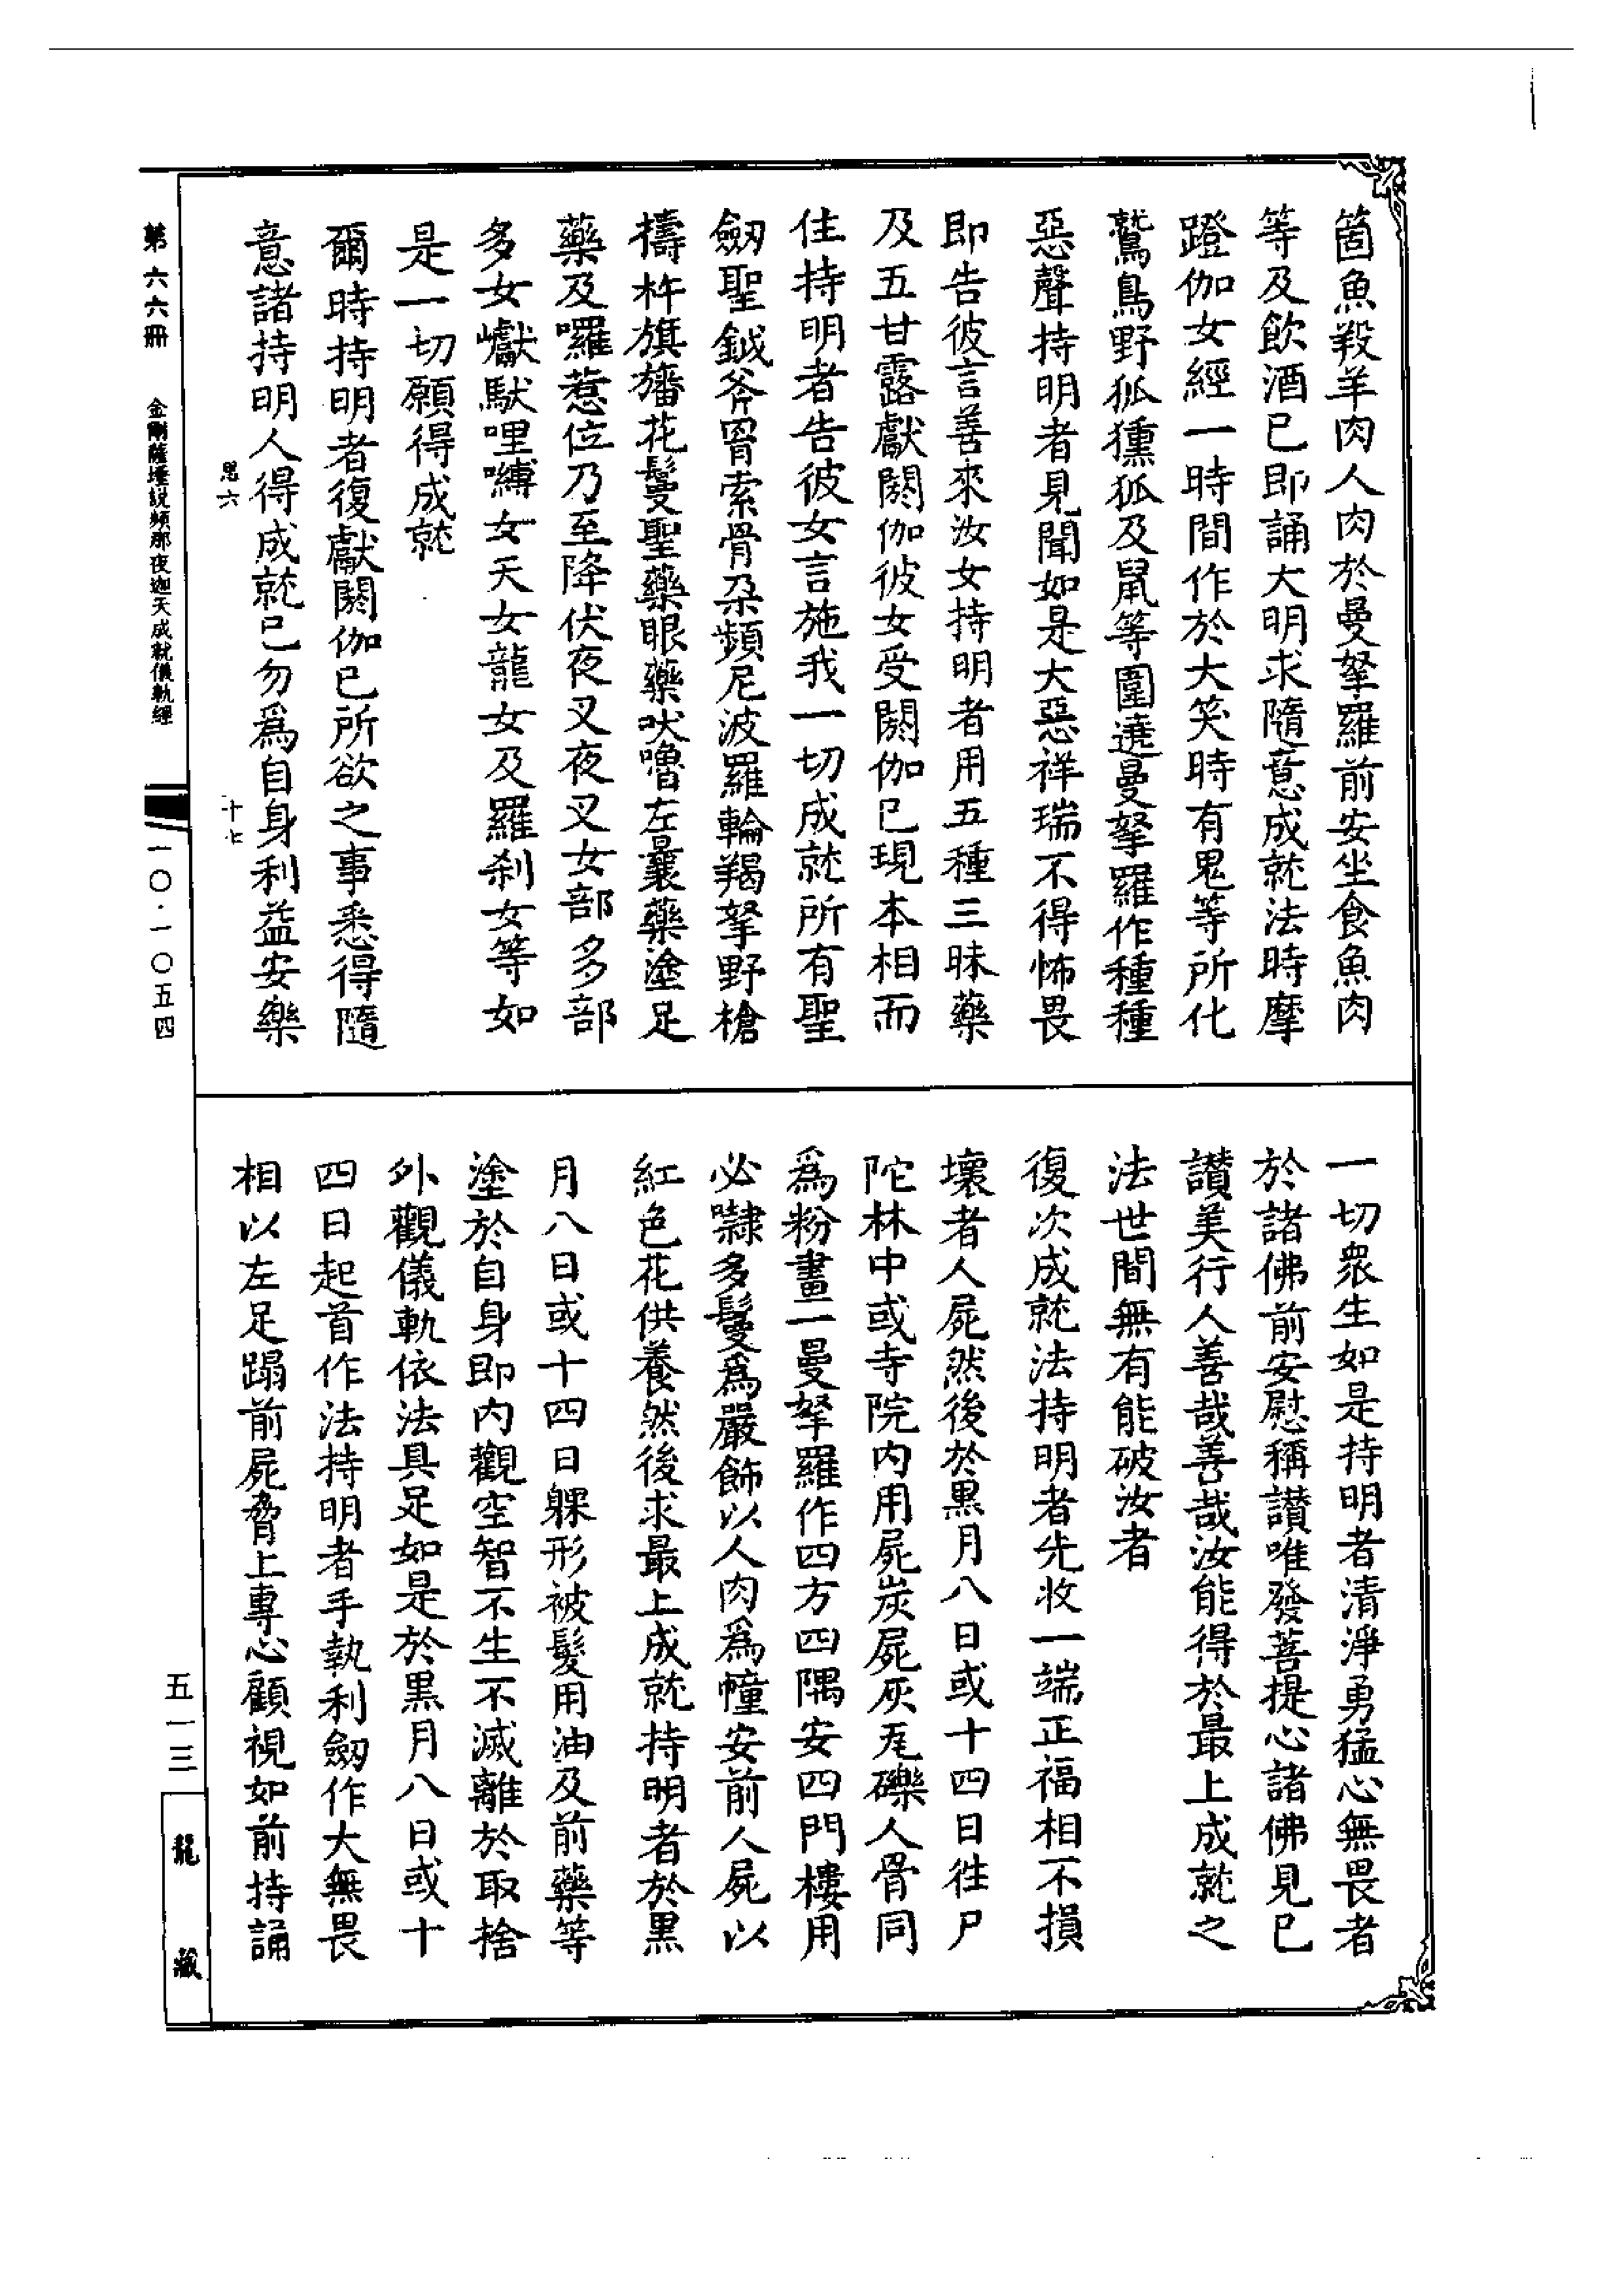 箇魚羖羊肉人肉於曼拏羅前安坐食魚肉
等及飲酒已即誦大明求隨意成就法時摩
蹬伽女經一時間作於大笑時有鬼等所化
鷲鳥野狐獯狐及鼠等圍遶曼拏羅作種種
惡聲持明者見聞如是大惡祥瑞不得怖畏
即告彼言善來汝女持明者用五種三昧藥
及五甘露獻閼伽彼女受閼伽已現本相而
住持明者告彼女言施我一切成就所有聖
劒聖鉞斧罥索骨朶頻尼波羅輪羯拏野槍
擣杵旗旛花鬘聖藥眼藥吠嚕左曩藥塗足
藥及囉惹位乃至降伏夜叉夜叉女部多部
多女巘馱哩嚩女天女龍女及羅刹女等如
是一切願得成就
爾時持明者復獻閼伽已所欲之事悉得隨
意諸持明人得成就已勿爲自身利益安樂
思六 十七
一切衆生如是持明者清淨勇猛心無畏者
於諸佛前安慰稱讚唯發菩提心諸佛見已
讚美行人善哉善哉汝能得於最上成就之
法世間無有能破汝者
復次成就法持明者先收一端正福相不損
壞者人屍然後於黑月八日或十四日往尸
陀林中或寺院內用屍炭屍灰瓦礫人骨同
爲粉畫一曼拏羅作四方四隅安四門樓用
必隸多鬘爲嚴飾以人肉爲幢安前人屍以
紅色花供養然後求最上成就持明者於黑
月八日或十四日躶形被髮用油及前藥等
塗於自身即內觀空智不生不滅離於取捨
外觀儀軌依法具足如是於黑月八日或十
四日起首作法持明者手執利劒作大無畏
相以左足蹋前屍脅上專心顧視如前持誦
第六六冊 金剛薩埵說頻那夜迦天成就儀軌經 一〇·一〇五四
五一三 龍藏